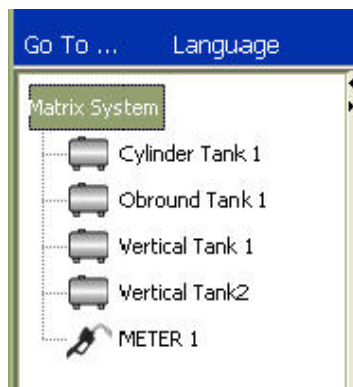 Go To ... Language
Matrix System
Cylinder Tank 1
Obround Tank 1
Vertical Tank 1
Vertical Tank2
METER 1